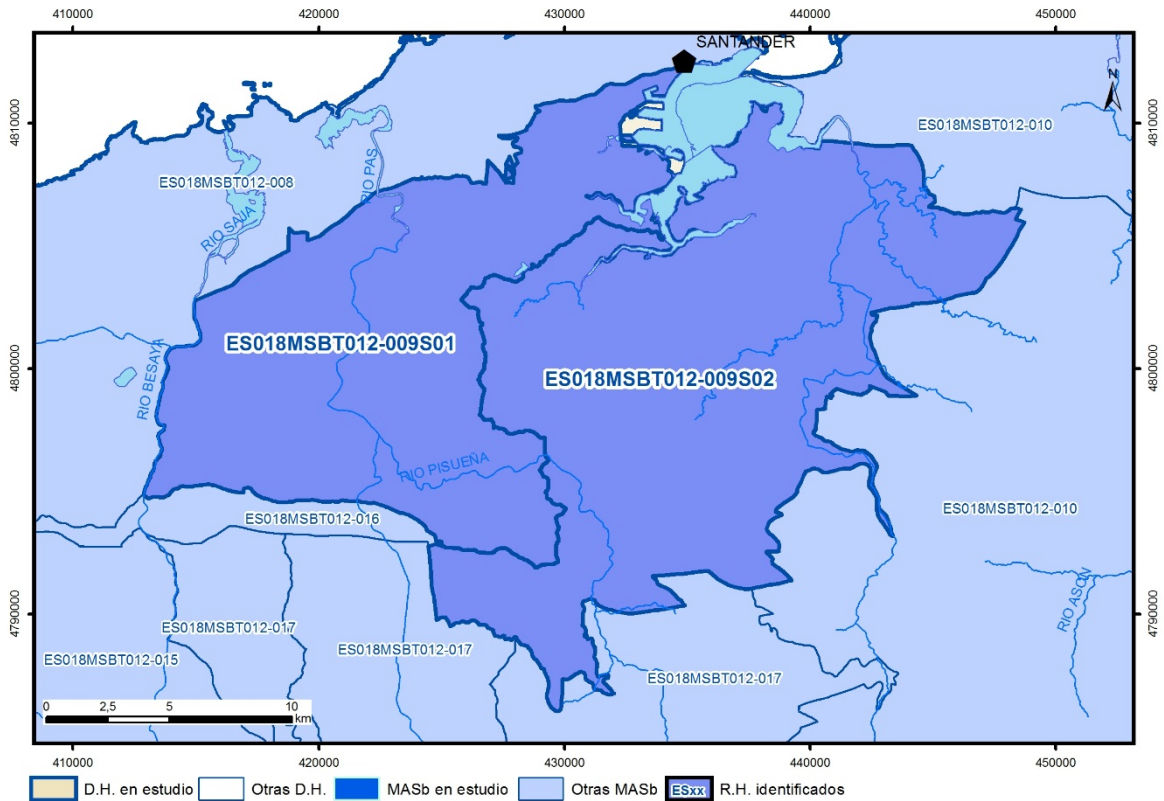 410000 420000 430000 440000 450000
SANTANDER
N
4810000 4810000
ES018MSBT012-010
RIO PAS
ES018MSBT012-008
RIO SAJA
ES018MSBT012-009S01
4800000 4800000
ES018MSBT012-009S02
RIO BESAYA
RIO PISUEÑA
ES018MSBT012-016
ES018MSBT012-010
RIO ASON
4790000 4790000
ES018MSBT012-017
ES018MSBT012-017
ES018MSBT012-015
ES018MSBT012-017
0 2,5 5 10
km
410000 420000 430000 440000 450000
D.H. en estudio Otras D.H. MASb en estudio Otras MASb ESxx R.H. identificados